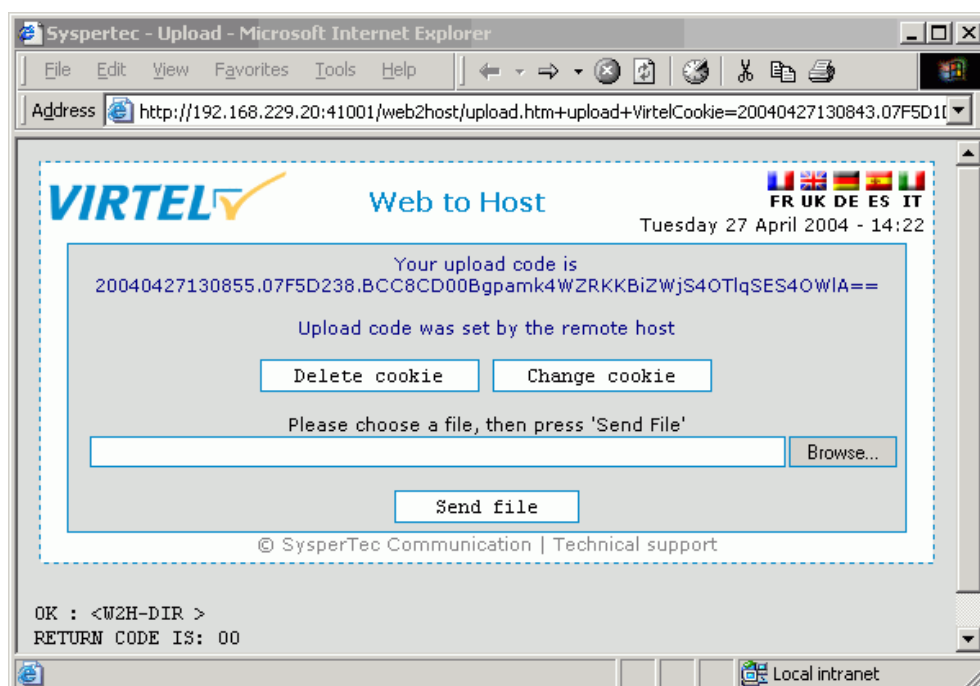 Syspertec - Upload - Microsoft Internet Explorer
File Edit View Favorites Tools Help
Address http://192.168.229.20:41001/web2host/upload.htm+upload+VirtelCookie=20040427130843.07F5D1
VIRTEL
Web to Host
FR UK DE ES IT
Tuesday 27 April 2004 - 14:22
Your upload code is
20040427130855.07F5D238.BCC8CD00Bgpamk4WZRKKBiZWjS4OTlqSES4OWlA==
Upload code was set by the remote host
Delete cookie Change cookie
Please choose a file, then press 'Send File'
Browse...
Send file
© SysperTec Communication | Technical support
OK : <W2H-DIR >
RETURN CODE IS: 00
Local intranet